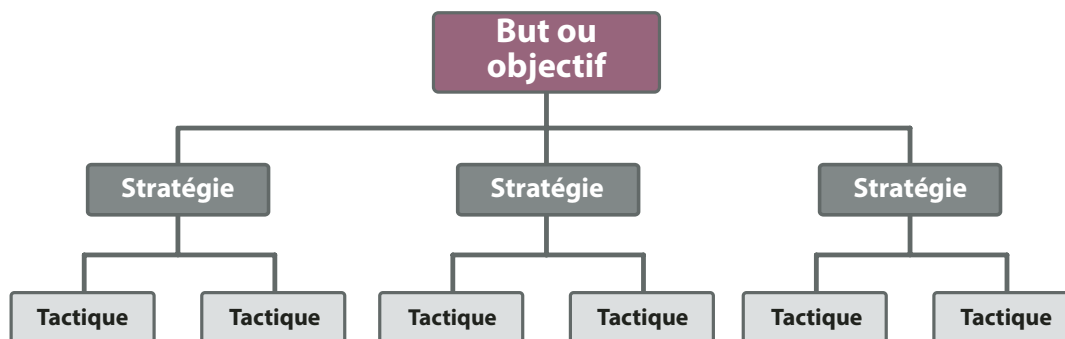 But ou
objectif
Stratégie
Stratégie
Stratégie
Tactique
Tactique
Tactique
Tactique
Tactique
Tactique